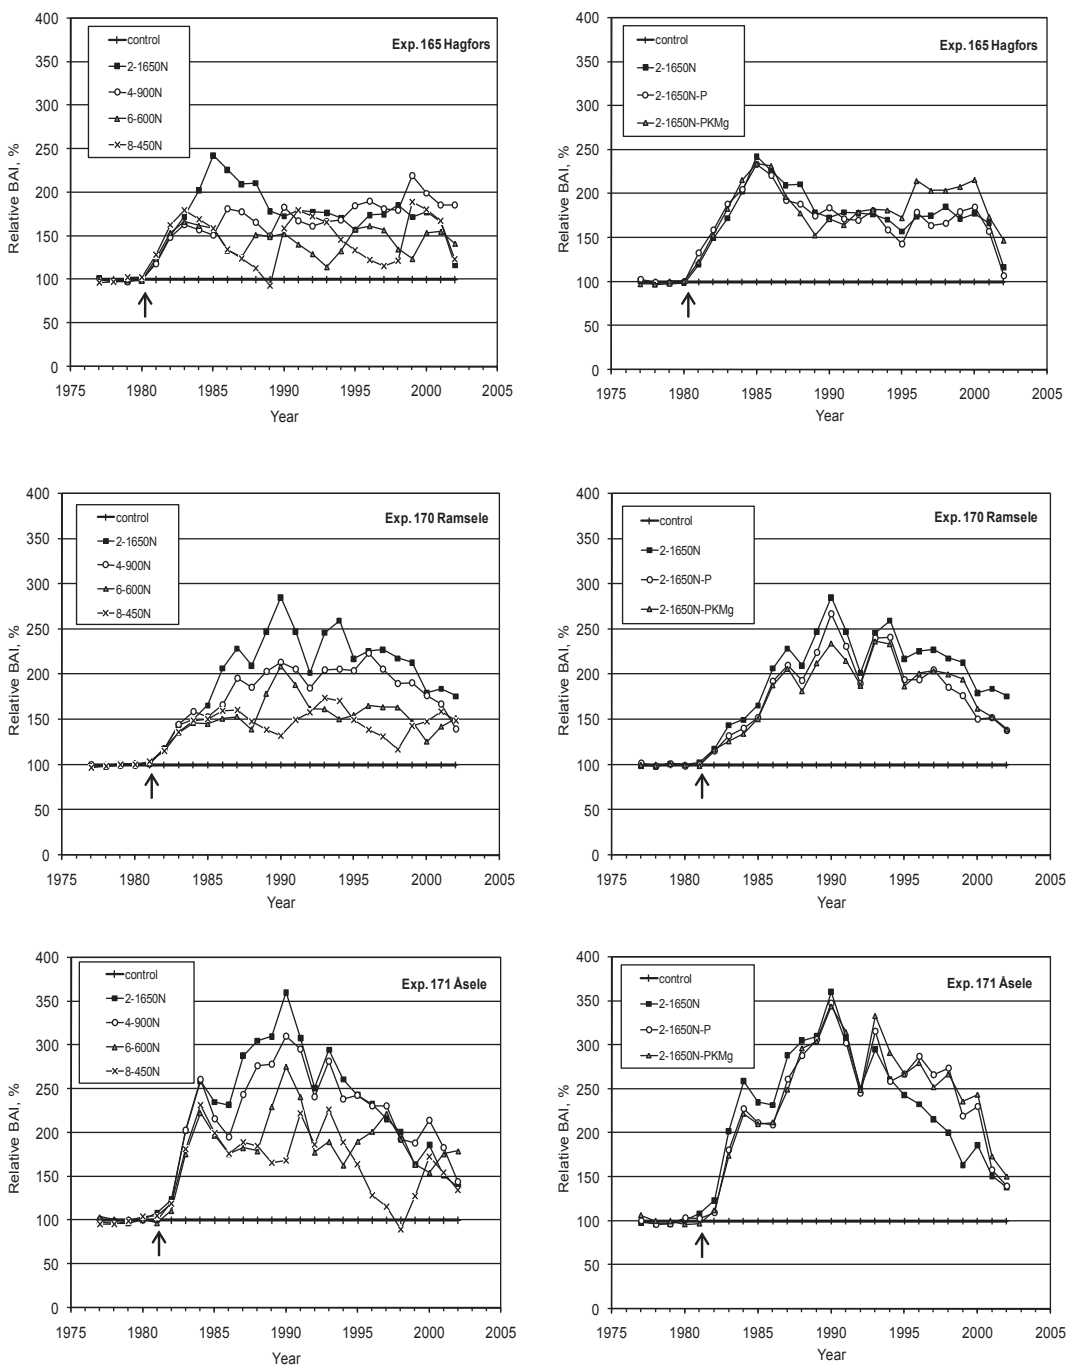 Exp. 165 Hagfors
control
2-1650N
4-900N
6-600N
8-450N
Relative BAI, %
400
350
300
250
200
150
100
50
0
1975 1980 1985 1990 1995 2000 2005
Year
Exp. 165 Hagfors
control
2-1650N
2-1650N-P
2-1650N-PKMg
Relative BAI, %
400
350
300
250
200
150
100
50
0
1975 1980 1985 1990 1995 2000 2005
Year
Exp. 170 Ramsele
control
2-1650N
4-900N
6-600N
8-450N
Relative BAI, %
400
350
300
250
200
150
100
50
0
1975 1980 1985 1990 1995 2000 2005
Year
Exp. 170 Ramsele
control
2-1650N
2-1650N-P
2-1650N-PKMg
Relative BAI, %
400
350
300
250
200
150
100
50
0
1975 1980 1985 1990 1995 2000 2005
Year
Exp. 171 Åsele
control
2-1650N
4-900N
6-600N
8-450N
Relative BAI, %
400
350
300
250
200
150
100
50
0
1975 1980 1985 1990 1995 2000 2005
Year
Exp. 171 Åsele
control
2-1650N
2-1650N-P
2-1650N-PKMg
Relative BAI, %
400
350
300
250
200
150
100
50
0
1975 1980 1985 1990 1995 2000 2005
Year